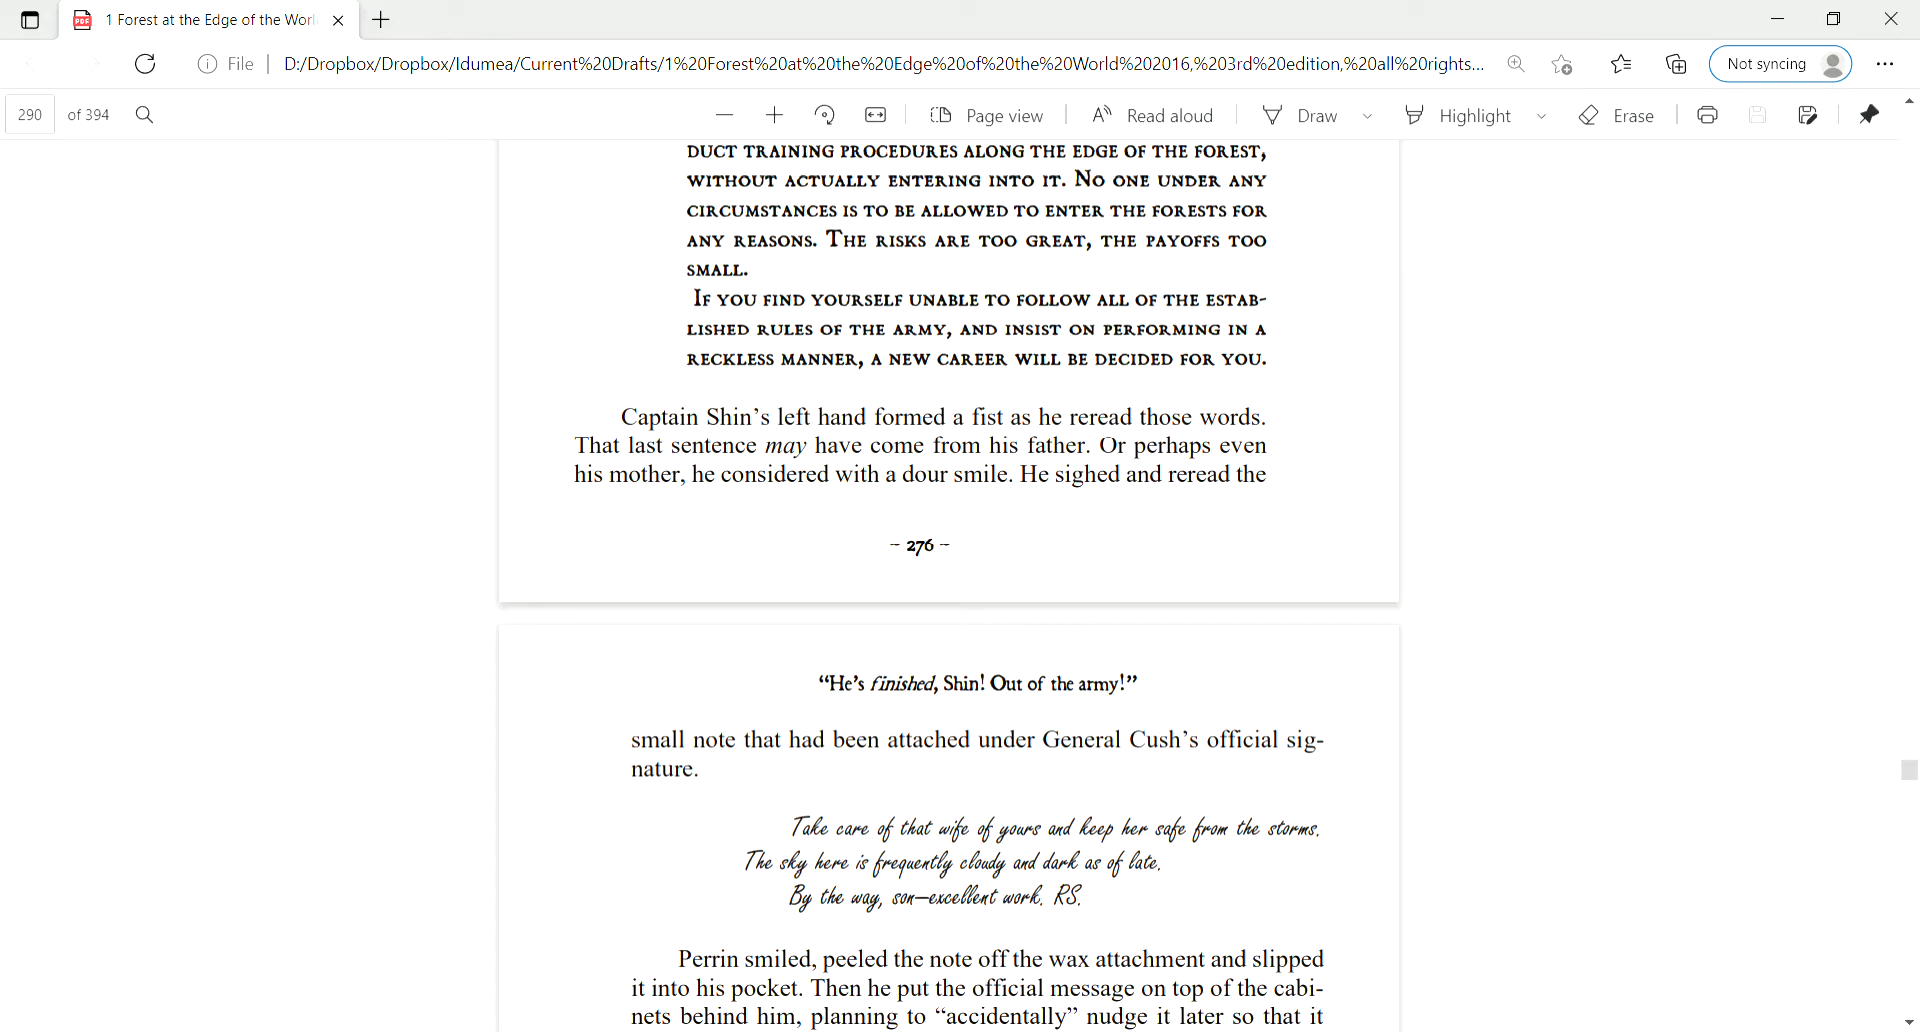 1 Forest at the Edge of the Worl
File
D:/Dropbox/Dropbox/Idumea/Current%20Drafts/1%20Forest%20at%20the%20Edge%20of%20the%20World%202016,%203rd%20edition,%20all%20rights...
Not syncing
290 of 394
Page view
Read aloud
Draw
Highlight
Erase
DUCT TRAINING PROCEDURES ALONG THE EDGE OF THE FOREST,
WITHOUT ACTUALLY ENTERING INTO IT. NO ONE UNDER ANY
CIRCUMSTANCES IS TO BE ALLOWED TO ENTER THE FORESTS FOR
ANY REASONS. THE RISKS ARE TOO GREAT, THE PAYOFFS TOO
SMALL.
IF YOU FIND YOURSELF UNABLE TO FOLLOW ALL OF THE ESTAB-
LISHED RULES OF THE ARMY, AND INSIST ON PERFORMING IN A
RECKLESS MANNER, A NEW CAREER WILL BE DECIDED FOR YOU.
Captain Shin’s left hand formed a fist as he reread those words.
That last sentence may have come from his father. Or perhaps even
his mother, he considered with a dour smile. He sighed and reread the
- 276 -
“He’s finished, Shin! Out of the army!”
small note that had been attached under General Cush’s official sig-
nature.
Take care of that wife of yours and keep her safe from the storms.
The sky here is frequently cloudy and dark as of late.
By the way, son—excellent work. RS.
Perrin smiled, peeled the note off the wax attachment and slipped
it into his pocket. Then he put the official message on top of the cabi-
nets behind him, planning to “accidentally” nudge it later so that it